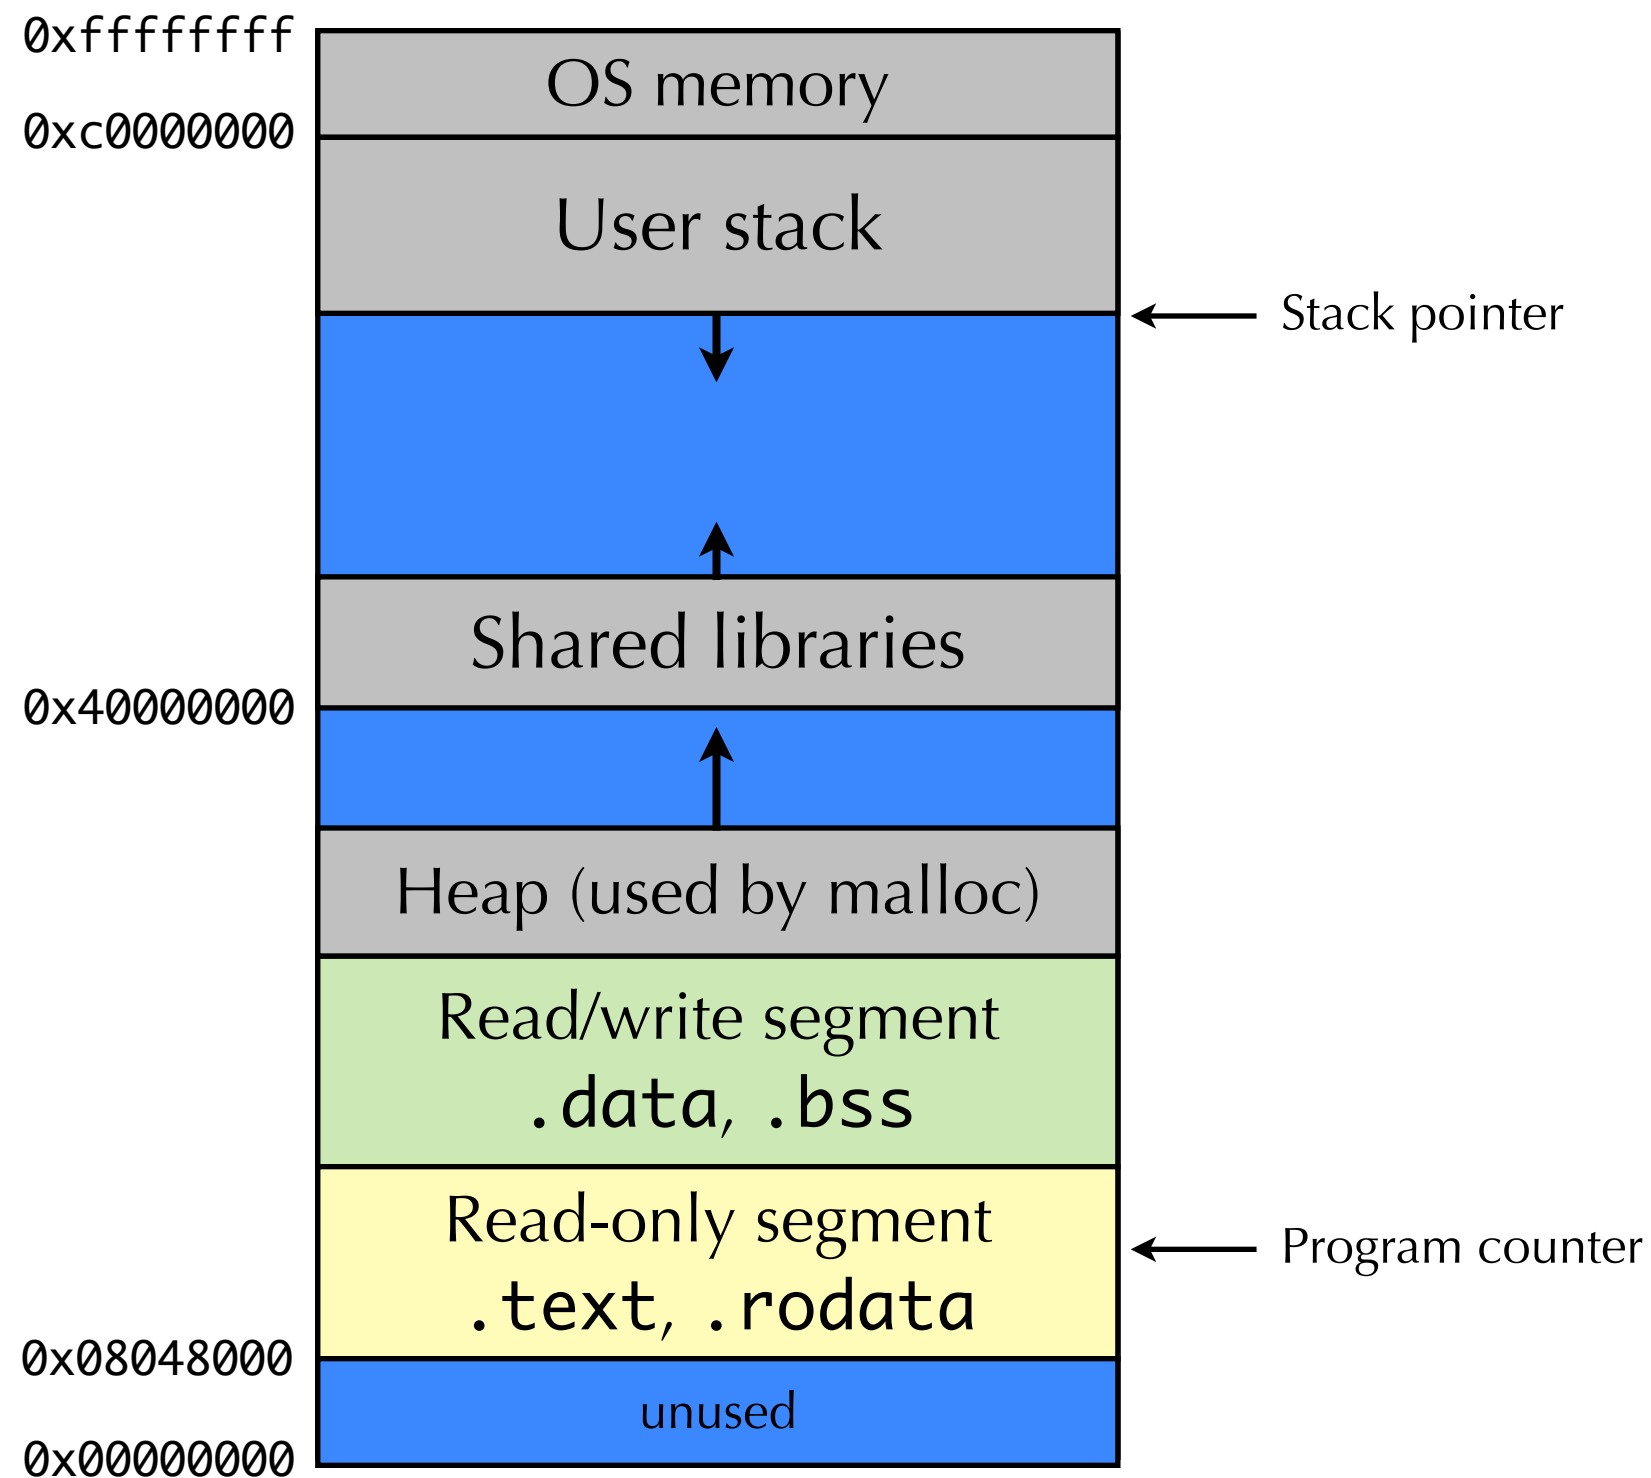 0xffffffff
OS memory
0xc0000000
User stack
Stack pointer
Shared libraries
0x40000000
Heap (used by malloc)
Read/write segment
.data, .bss
Read-only segment
Program counter
.text, .rodata
0x08048000
unused
0x00000000